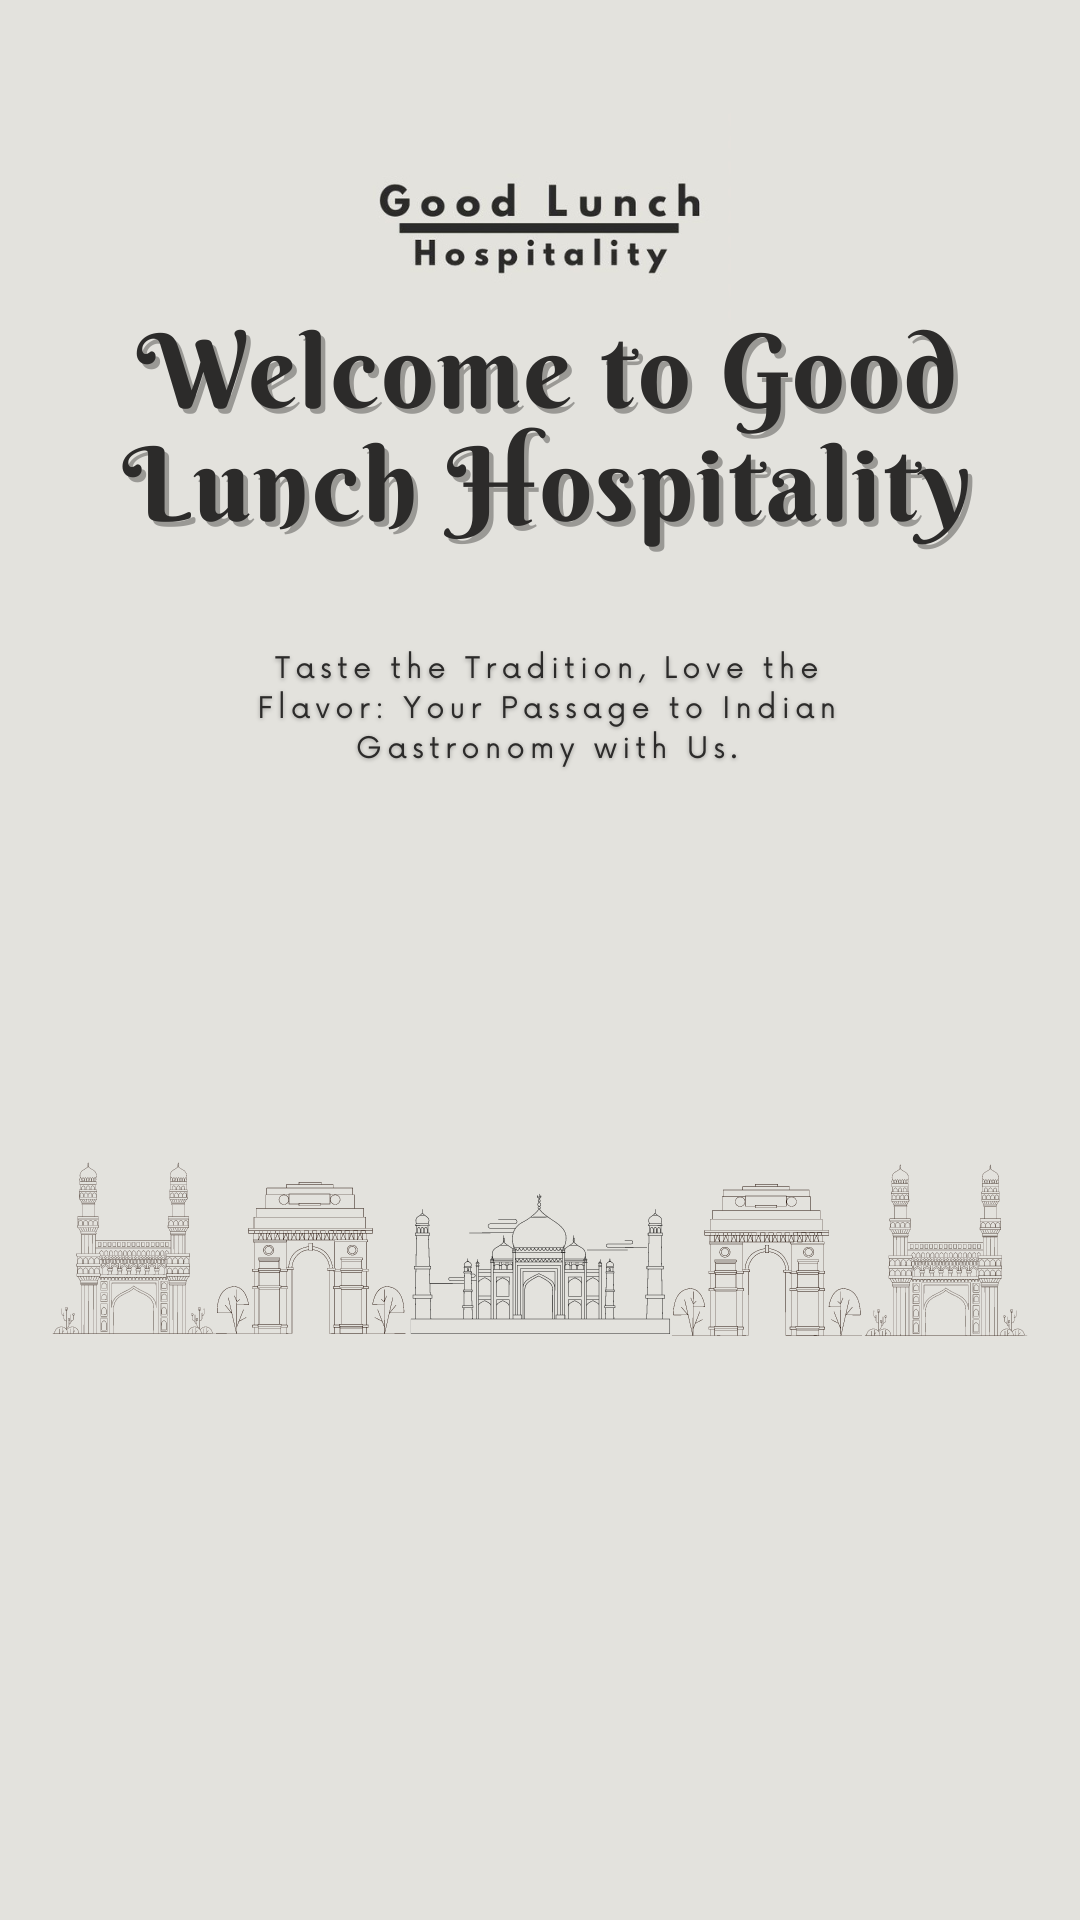 Good Lunch
Hospitality
Welcome to Good
Lunch Hospitality
Taste the Tradition, Love the
Flavor: Your Passage to Indian
Gastronomy with Us.